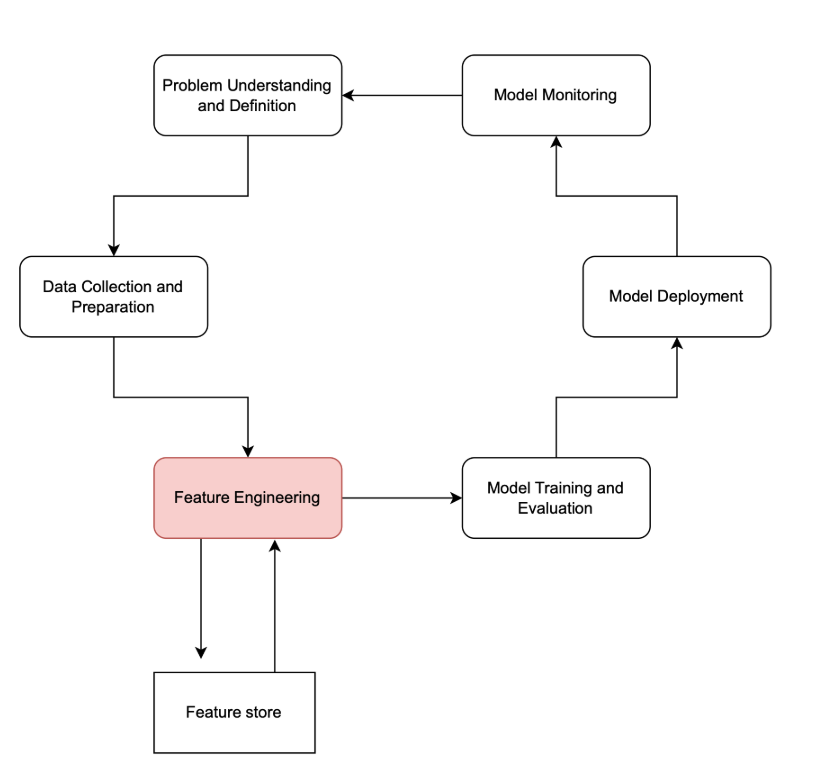 Problem Understanding
and Definition
Model Monitoring
Data Collection and
Preparation
Model Deployment
Feature Engineering
Model Training and
Evaluation
Feature store